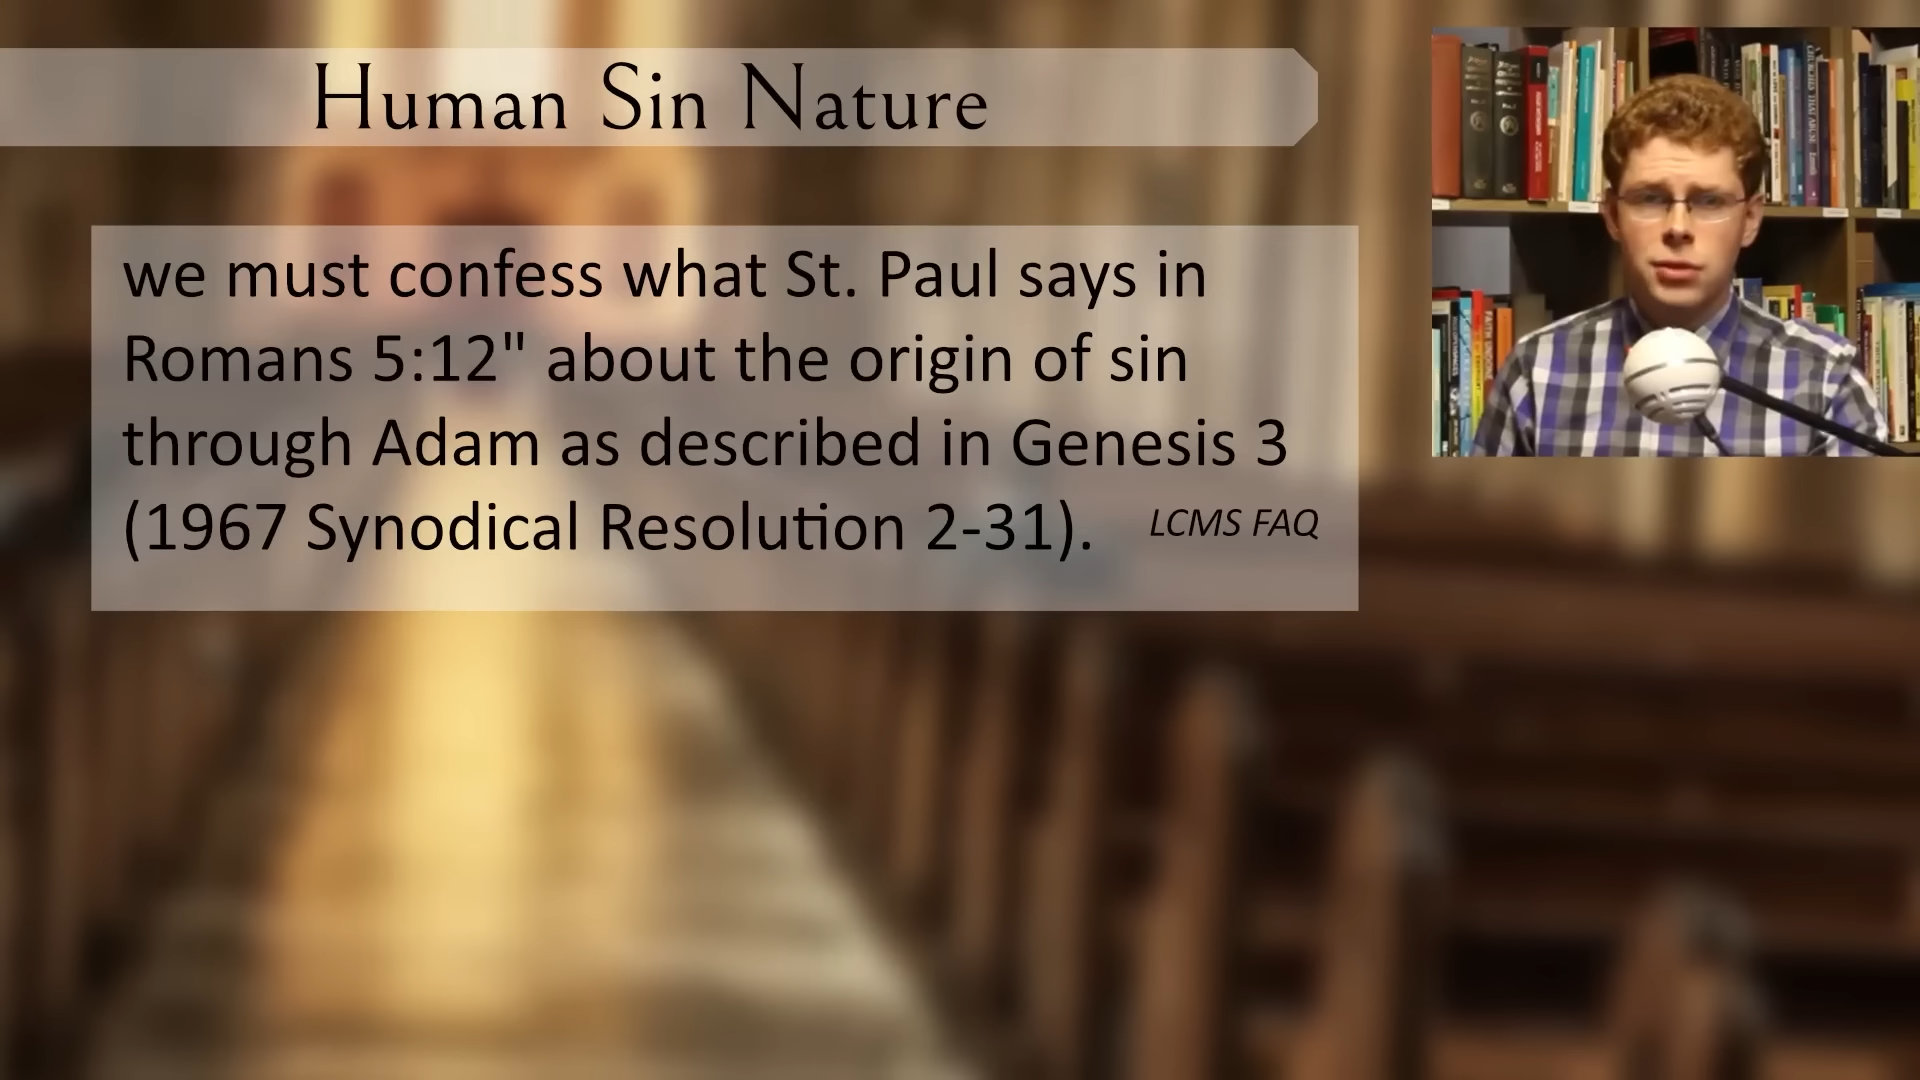 Human Sin Nature
we must confess what St. Paul says in
Romans 5:12" about the origin of sin
through Adam as described in Genesis 3
(1967 Synodical Resolution 2-31). LCMS FAQ